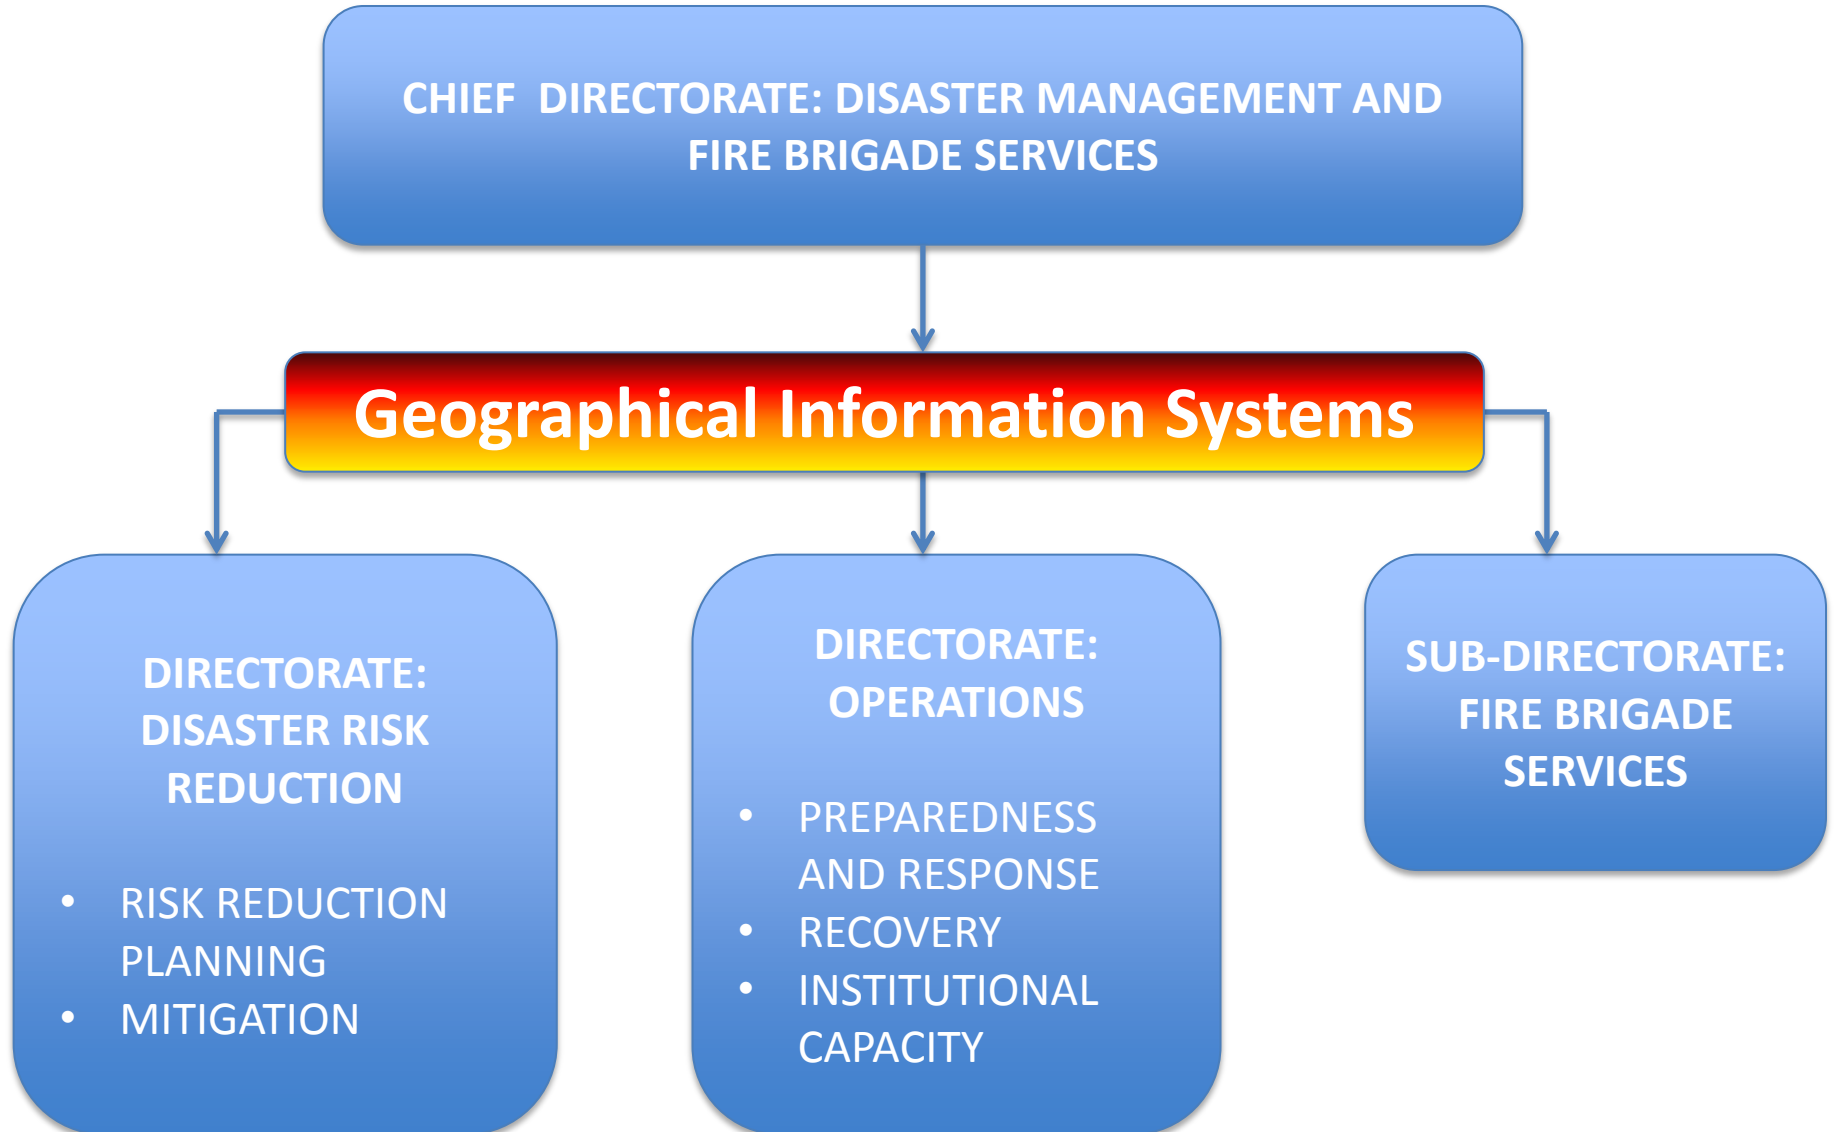 CHIEF  DIRECTORATE: DISASTER MANAGEMENT AND
FIRE BRIGADE SERVICES
Geographical Information Systems
DIRECTORATE:
DISASTER RISK
REDUCTION
• RISK REDUCTION
PLANNING
• MITIGATION
DIRECTORATE:
OPERATIONS
• PREPAREDNESS
AND RESPONSE
• RECOVERY
• INSTITUTIONAL
CAPACITY
SUB-DIRECTORATE:
FIRE BRIGADE
SERVICES